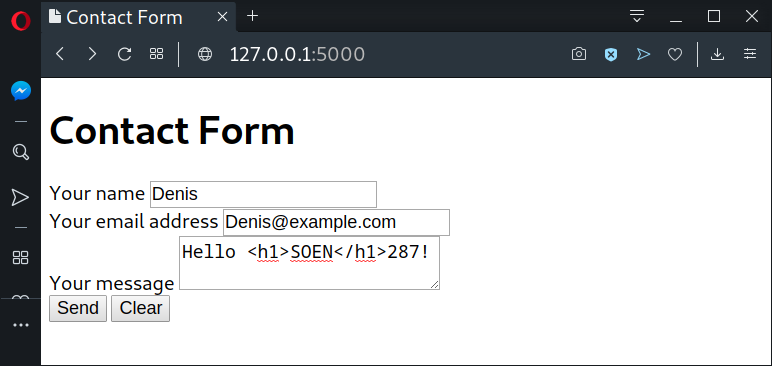 Contact Form
127.0.0.1:5000
Contact Form
Your name Denis
Your email address Denis@example.com
Hello <h1>SOEN</h1>287!
Your message
Send Clear